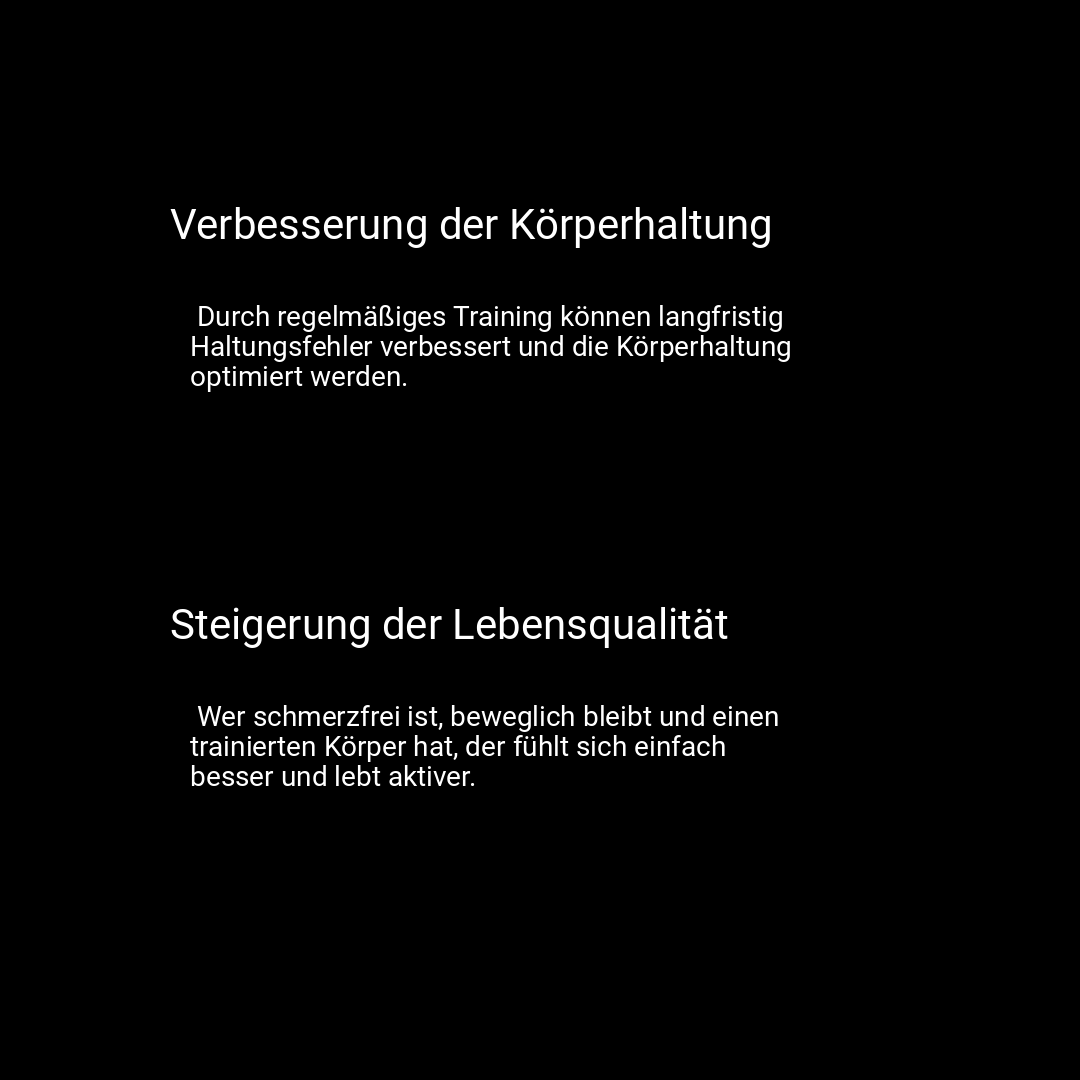 Verbesserung der Körperhaltung
Durch regelmäßiges Training können langfristig
Haltungsfehler verbessert und die Körperhaltung
optimiert werden.
Steigerung der Lebensqualität
Wer schmerzfrei ist, beweglich bleibt und einen
trainierten Körper hat, der fühlt sich einfach
besser und lebt aktiver.